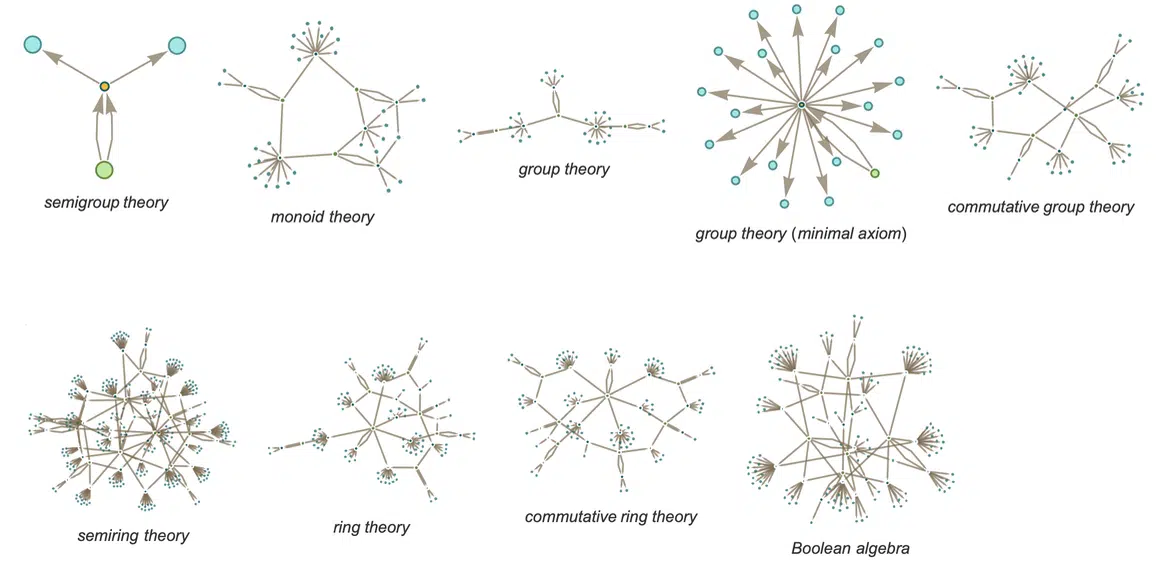 semigroup theory
monoid theory
group theory
group theory (minimal axiom)
commutative group theory
semiring theory
ring theory
commutative ring theory
Boolean algebra